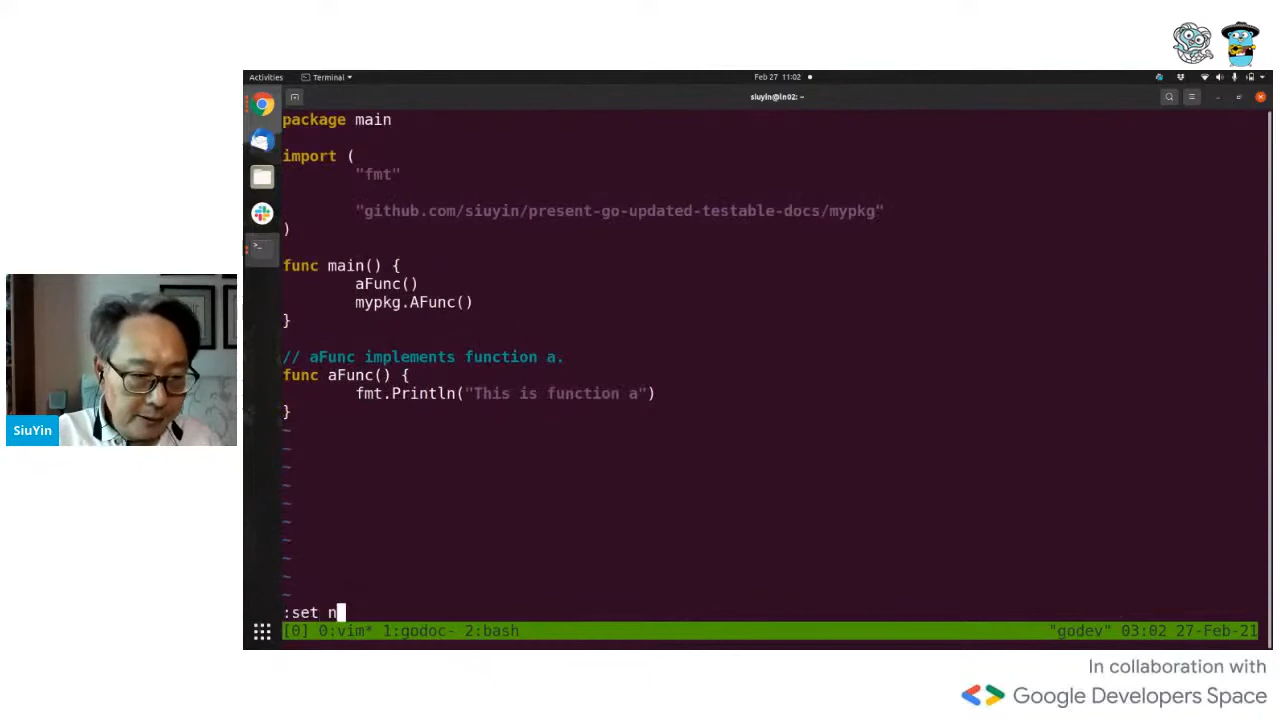 Activities
Terminal
Feb 27 11:02
siuyin@ln02: ~
package main
import (
"fmt"
"github.com/siuyin/present-go-updated-testable-docs/mypkg"
)
func main() {
aFunc()
mypkg.AFunc()
}
// aFunc implements function a.
func aFunc() {
fmt.Println("This is function a")
}
~
~
~
~
~
~
~
~
~
~
:set n
[0] 0:vim* 1:godoc- 2:bash
"godev" 03:02 27-Feb-21
SiuYin
In collaboration with
Google Developers Space